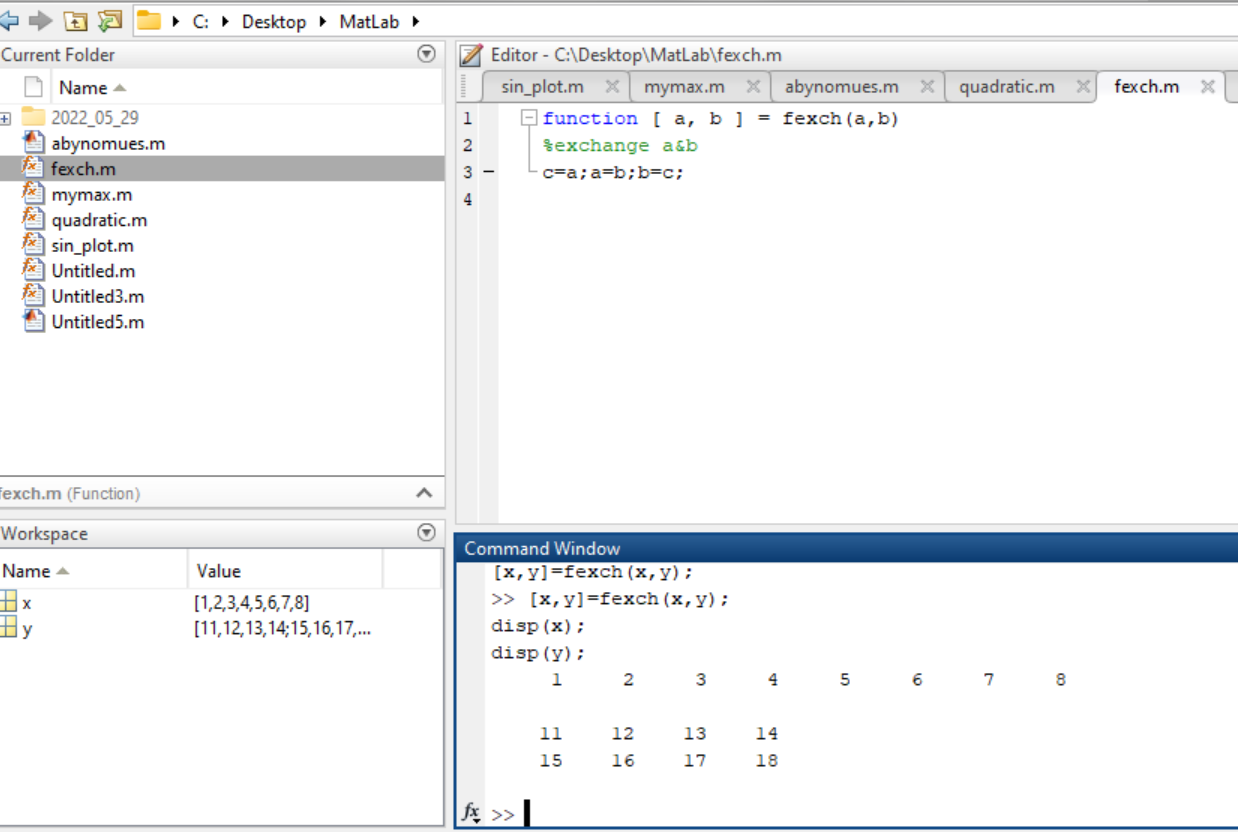 C: Desktop MatLab
Current Folder
Name
2022_05_29
abynomues.m
fexch.m
mymax.m
quadratic.m
sin_plot.m
Untitled.m
Untitled3.m
Untitled5.m
fexch.m (Function)
Workspace
Name Value
x [1,2,3,4,5,6,7,8]
y [11,12,13,14;15,16,17,...
Editor - C:\Desktop\MatLab\fexch.m
sin_plot.m mymax.m abynomues.m quadratic.m fexch.m
1 function [ a, b ] = fexch(a,b)
2 %exchange a&b
3 - c=a;a=b;b=c;
4
Command Window
[x,y]=fexch(x,y);
>> [x,y]=fexch(x,y);
disp(x);
disp(y);
1 2 3 4 5 6 7 8
11 12 13 14
15 16 17 18
fx >>